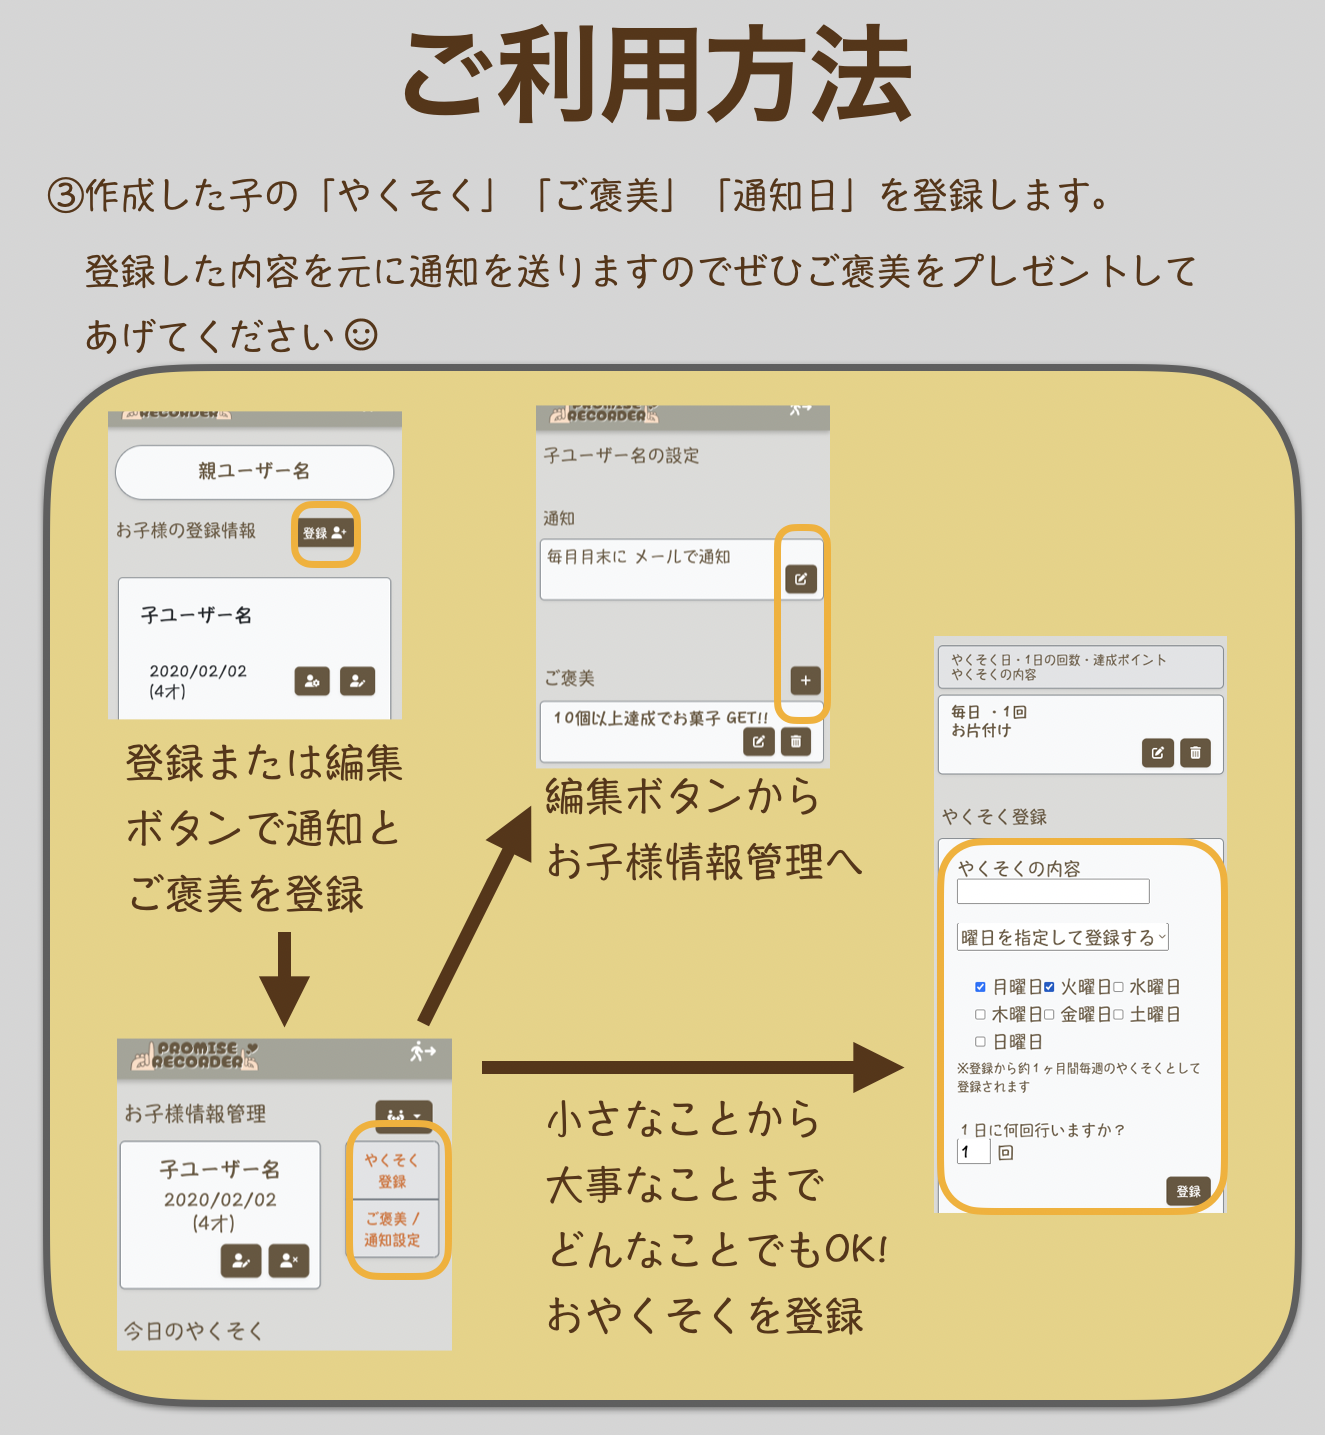 ご利用方法
③作成した子の「やくそく」「ご褒美」「通知日」を登録します。
登録した内容を元に通知を送りますのでぜひご褒美をプレゼントして
あげてください☺
RECORDER
親ユーザー名
お子様の登録情報
登録
子ユーザー名
2020/02/02
(4才)
登録または編集
ボタンで通知と
ご褒美を登録
PROMISE
RECORDER
子ユーザー名の設定
通知
毎月月末に メールで通知
ご褒美
10個以上達成でお菓子 GET!!
編集ボタンから
お子様情報管理へ
PROMISE
RECORDER
お子様情報管理
子ユーザー名
2020/02/02
(4才)
やくそく
登録
ご褒美 /
通知設定
今日のやくそく
小さなことから
大事なことまで
どんなことでもOK!
おやくそくを登録
やくそく日・1日の回数・達成ポイント
やくそくの内容
毎日 ・1回
お片付け
やくそく登録
やくそくの内容
曜日を指定して登録する
月曜日 火曜日 水曜日
木曜日 金曜日 土曜日
日曜日
※登録から約1ヶ月間毎週のやくそくとして
登録されます
1日に何回行いますか？
1 回
登録